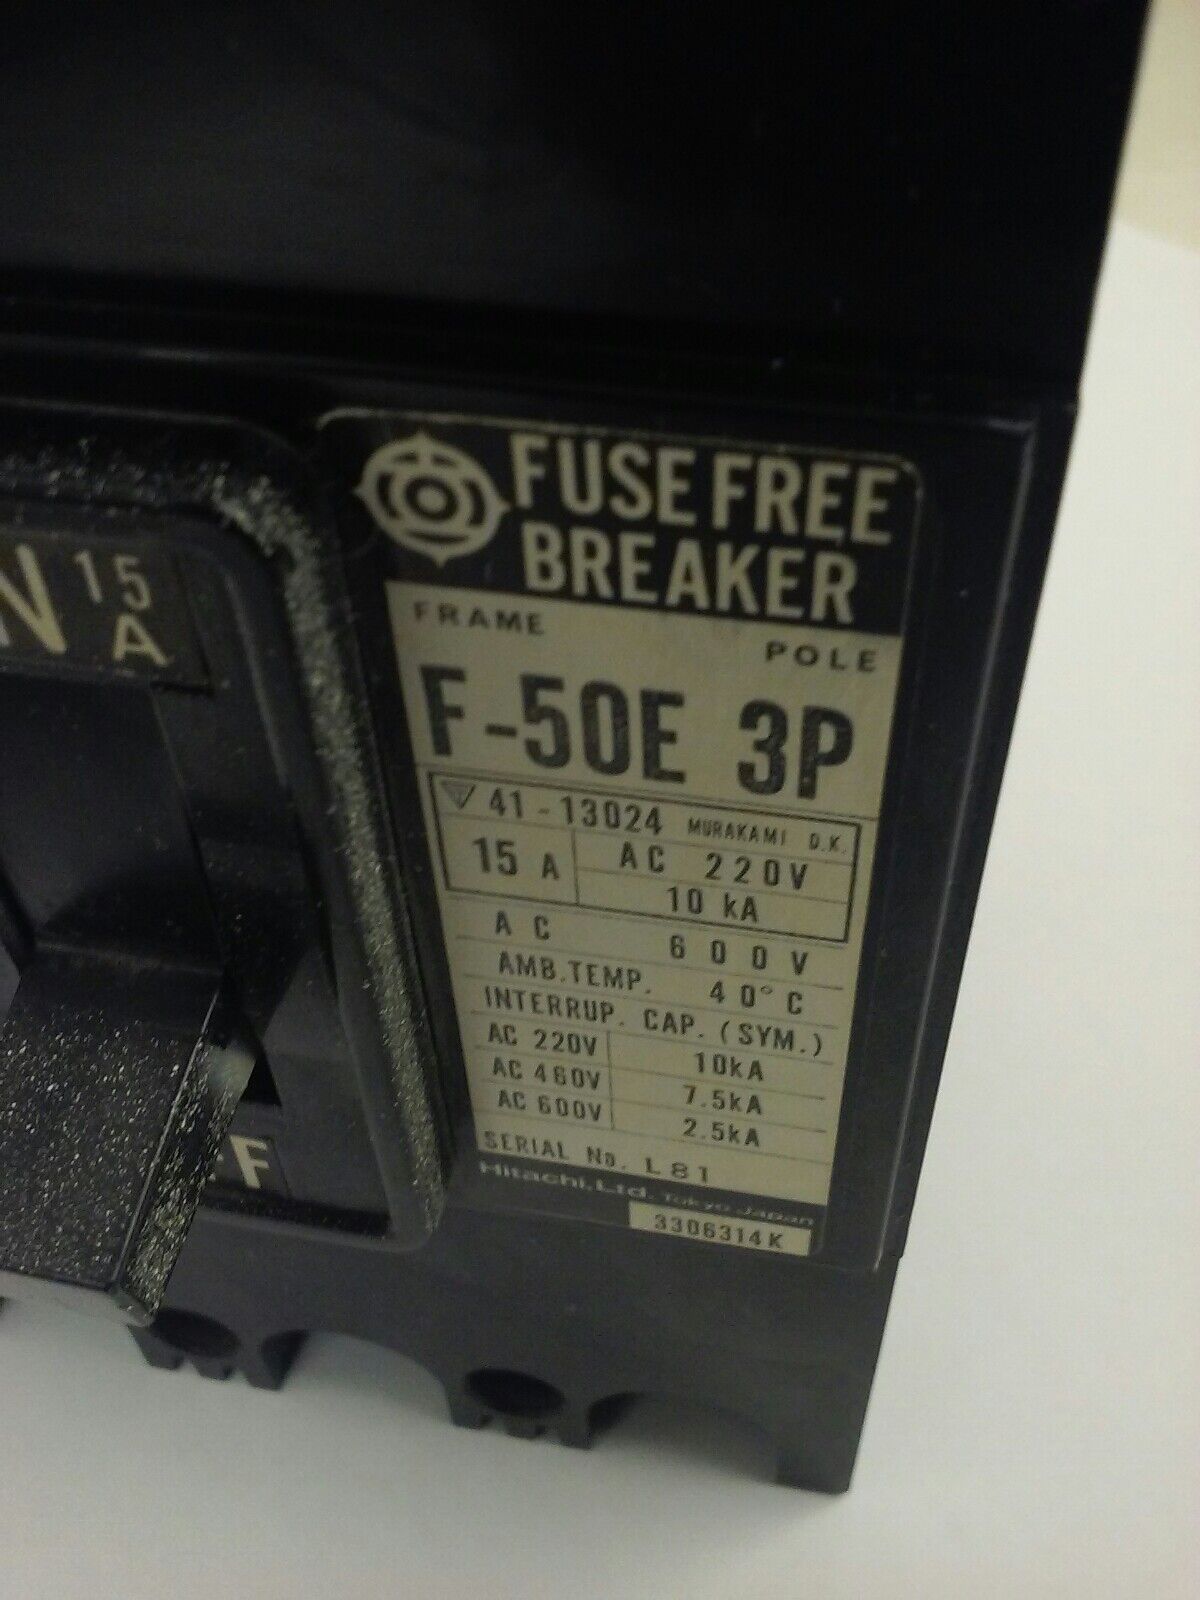 FUSE FREE
BREAKER
FRAME POLE
F-50E 3P
41-13024 MURAKAMI D.K.
15 A AC 220V
10 kA
AC 600V
AMB.TEMP. 40°C
INTERRUP. CAP. (SYM.)
AC 220V 10kA
AC 460V 7.5kA
AC 600V 2.5kA
SERIAL No. L81
Hitachi, Ltd. Tokyo Japan
3306314K
N 15
A
FF